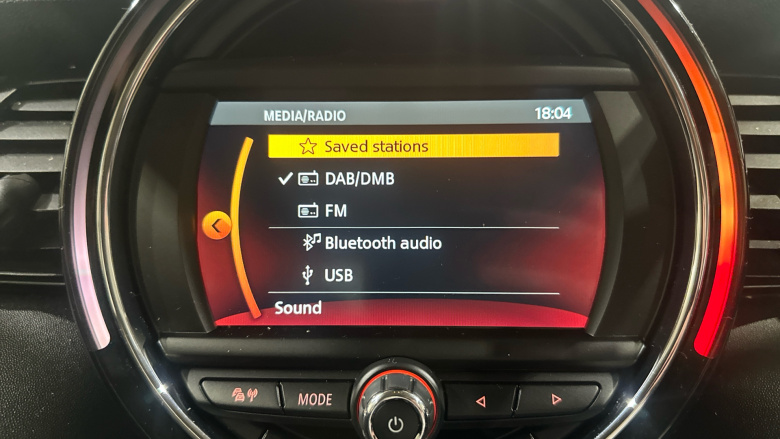 MEDIA/RADIO 18:04
Saved stations
DAB/DMB
FM
Bluetooth audio
USB
Sound
MODE